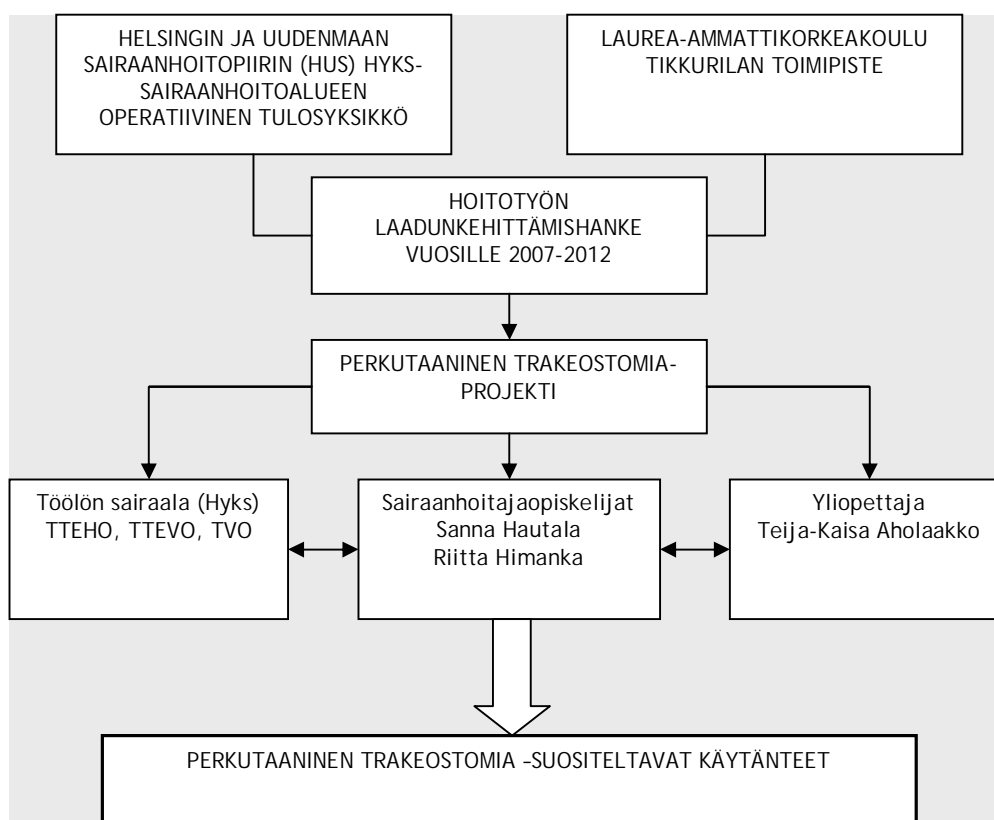 HELSINGIN JA UUDENMAAN
SAIRAANHOITOPIIRIN (HUS) HYKS-
SAIRAANHOITOALUEEN
OPERATIIVINEN TULOSYKSIKKÖ
LAUREA-AMMATTIKORKEAKOULU
TIKKURILAN TOIMIPISTE
HOITOTYÖN
LAADUNKEHITTÄMISHANKE
VUOSILLE 2007-2012
PERKUTAANINEN TRAKEOSTOMIA-
PROJEKTI
Töölön sairaala (Hyks)
TTEHO, TTEVO, TVO
Sairaanhoitajaopiskelijat
Sanna Hautala
Riitta Himanka
Yliopettaja
Teija-Kaisa Aholaakko
PERKUTAANINEN TRAKEOSTOMIA –SUOSITELTAVAT KÄYTÄNTEET